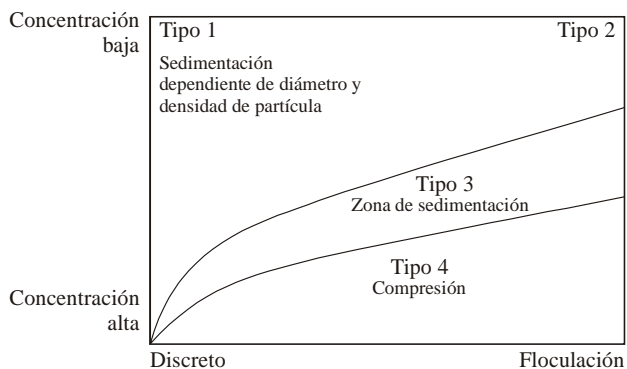 Concentración
baja
Tipo 1
Tipo 2
Sedimentación
dependiente de diámetro y
densidad de partícula
Tipo 3
Zona de sedimentación
Tipo 4
Compresión
Concentración
alta
Discreto
Floculación